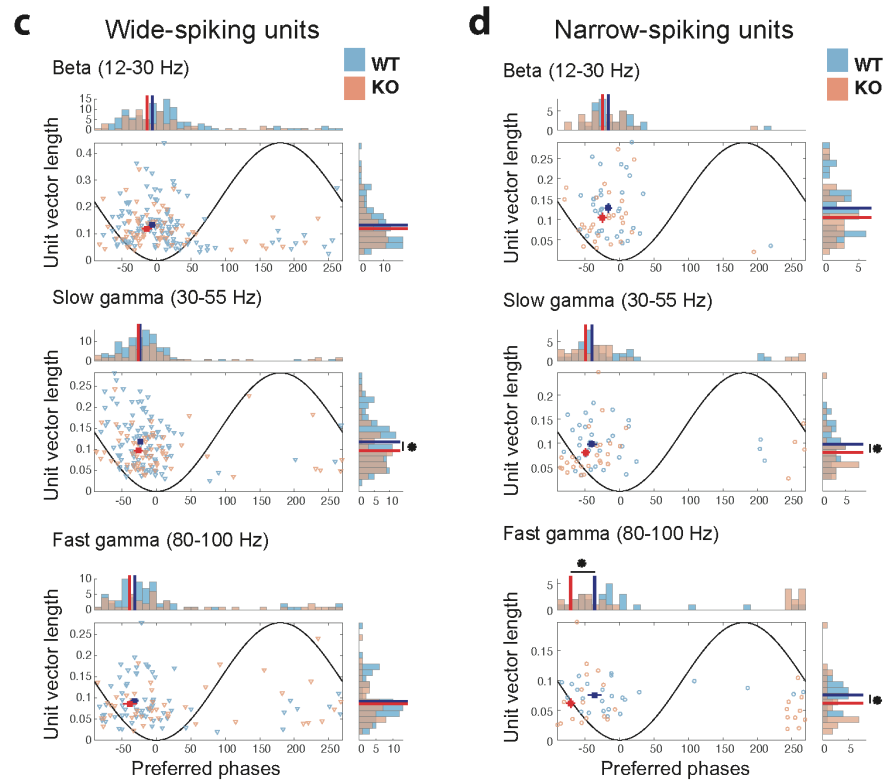 c Wide-spiking units
WT
KO
Beta (12-30 Hz)
15
10
5
0
Unit vector length
0.4
0.3
0.2
0.1
0
-50 0 50 100 150 200 250
0 10
Slow gamma (30-55 Hz)
10
0
Unit vector length
0.25
0.2
0.15
0.1
0.05
0
-50 0 50 100 150 200 250
0 5 10
*
Fast gamma (80-100 Hz)
10
5
0
Unit vector length
0.25
0.2
0.15
0.1
0.05
0
-50 0 50 100 150 200 250
0 5 10
Preferred phases
d Narrow-spiking units
WT
KO
Beta (12-30 Hz)
5
0
Unit vector length
0.25
0.2
0.15
0.1
0.05
-50 0 50 100 150 200 250
0 5
Slow gamma (30-55 Hz)
5
0
Unit vector length
0.2
0.15
0.1
0.05
-50 0 50 100 150 200 250
0 5
*
Fast gamma (80-100 Hz)
*
5
0
Unit vector length
0.15
0.1
0.05
0
-50 0 50 100 150 200 250
0 5
*
Preferred phases